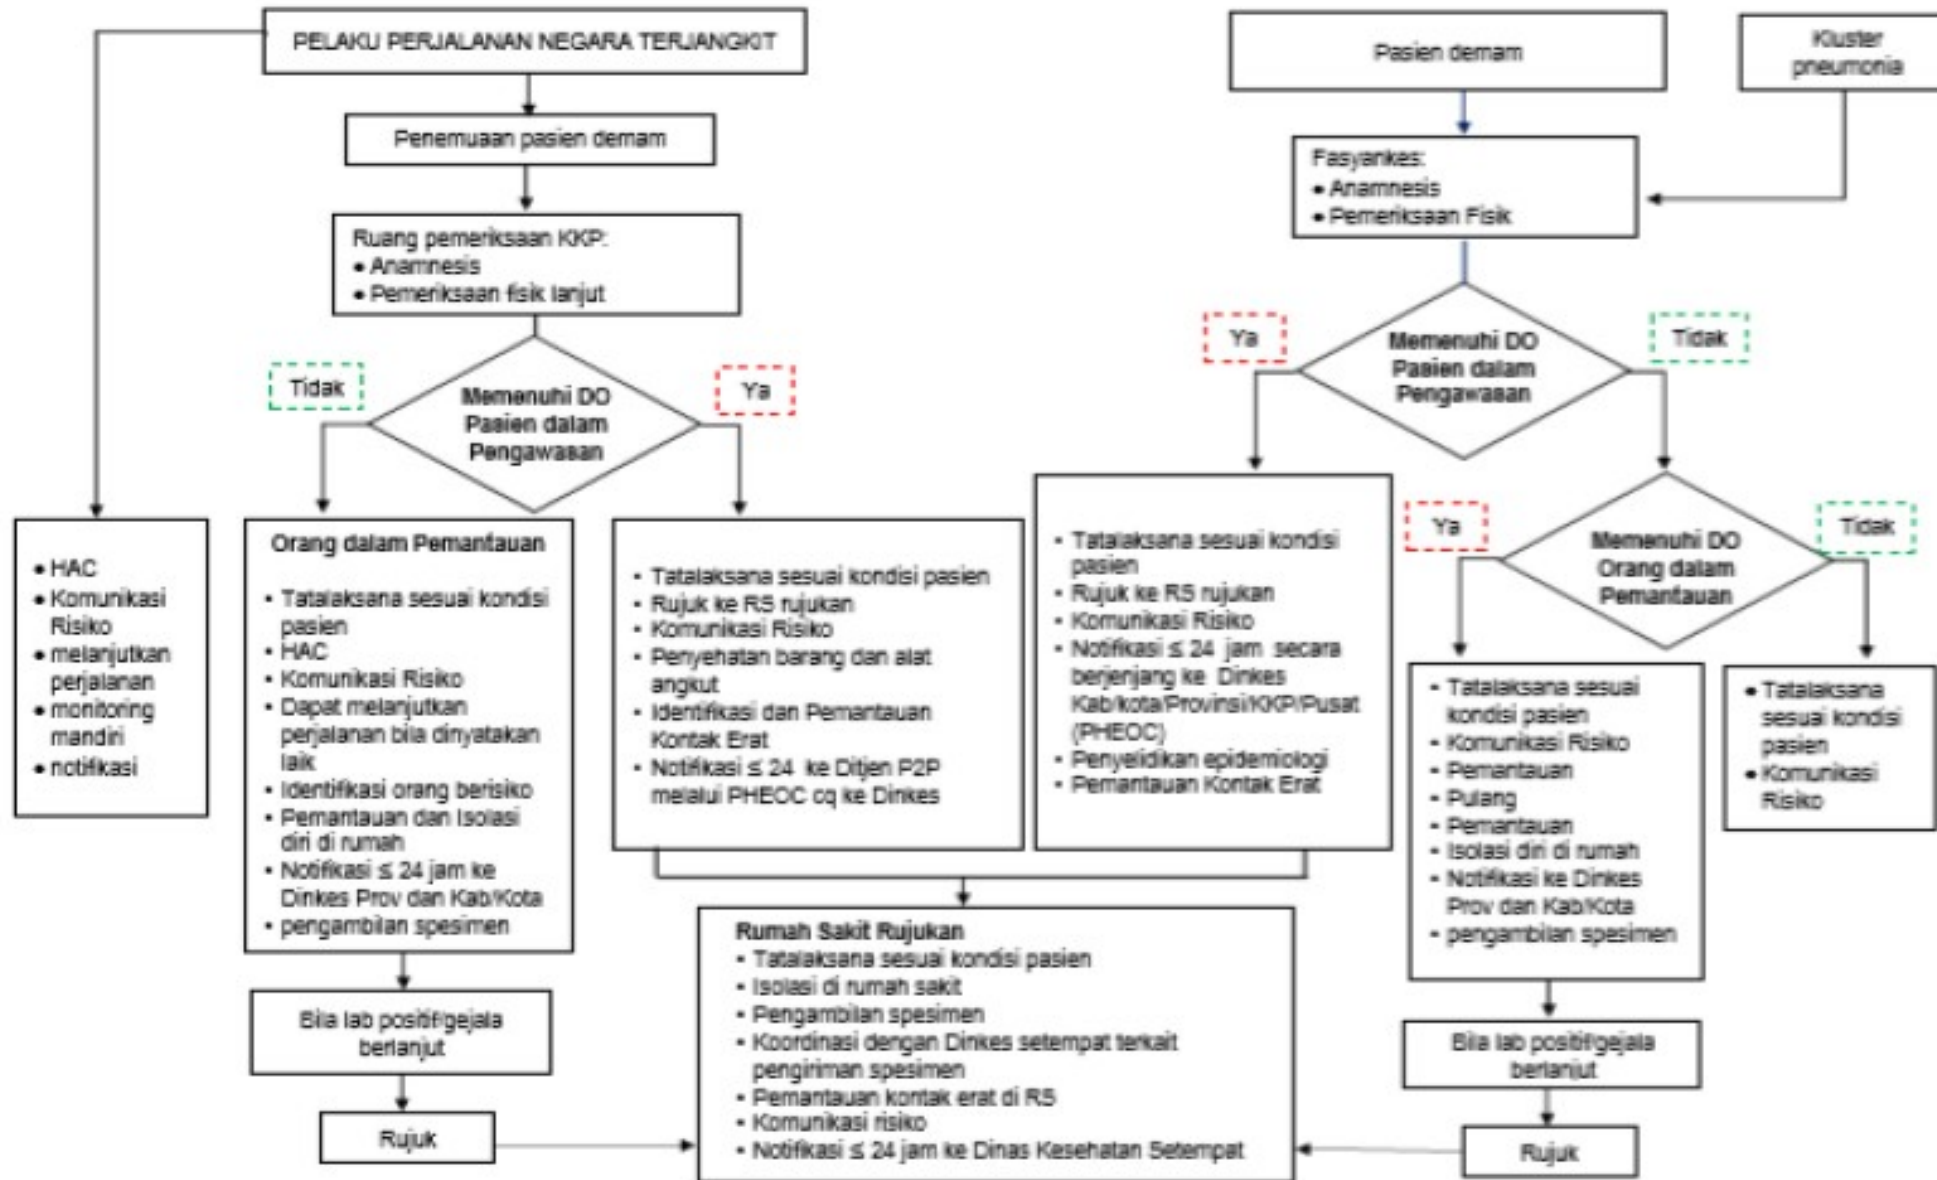 PELAKU PERJALANAN NEGARA TERJANGKIT
Penemuaan pasien demam
Ruang pemeriksaan KKP:
• Anamnesis
• Pemeriksaan fisik lanjut
Tidak
Memenuhi DO
Pasien dalam
Pengawasan
Ya
• HAC
• Komunikasi
Risiko
• melanjutkan
perjalanan
• monitoring
mandiri
• notifikasi
Orang dalam Pemantauan
• Tatalaksana sesuai kondisi
pasien
• HAC
• Komunikasi Risiko
• Dapat melanjutkan
perjalanan bila dinyatakan
laik
• Identifikasi orang berisiko
• Pemantauan dan Isolasi
diri di rumah
• Notifikasi ≤ 24 jam ke
Dinkes Prov dan Kab/Kota
• pengambilan spesimen
Bila lab positif/gejala
berlanjut
Rujuk
• Tatalaksana sesuai kondisi pasien
• Rujuk ke RS rujukan
• Komunikasi Risiko
• Penyehatan barang dan alat
angkut
• Identifikasi dan Pemantauan
Kontak Erat
• Notifikasi ≤ 24 ke Ditjen P2P
melalui PHEOC cq ke Dinkes
Pasien demam
Kluster
pneumonia
Fasyankes:
• Anamnesis
• Pemeriksaan Fisik
Ya
Memenuhi DO
Pasien dalam
Pengawasan
Tidak
• Tatalaksana sesuai kondisi
pasien
• Rujuk ke RS rujukan
• Komunikasi Risiko
• Notifikasi ≤ 24 jam secara
berjenjang ke Dinkes
Kab/kota/Provinsi/KKP/Pusat
(PHEOC)
• Penyelidikan epidemiologi
• Pemantauan Kontak Erat
Ya
Memenuhi DO
Orang dalam
Pemantauan
Tidak
• Tatalaksana sesuai
kondisi pasien
• Komunikasi Risiko
• Pemantauan
• Pulang
• Pemantauan
• Isolasi diri di rumah
• Notifikasi ke Dinkes
Prov dan Kab/Kota
• pengambilan spesimen
• Tatalaksana
sesuai kondisi
pasien
• Komunikasi
Risiko
Bila lab positif/gejala
berlanjut
Rujuk
Rumah Sakit Rujukan
• Tatalaksana sesuai kondisi pasien
• Isolasi di rumah sakit
• Pengambilan spesimen
• Koordinasi dengan Dinkes setempat terkait
pengiriman spesimen
• Pemantauan kontak erat di RS
• Komunikasi risiko
• Notifikasi ≤ 24 jam ke Dinas Kesehatan Setempat